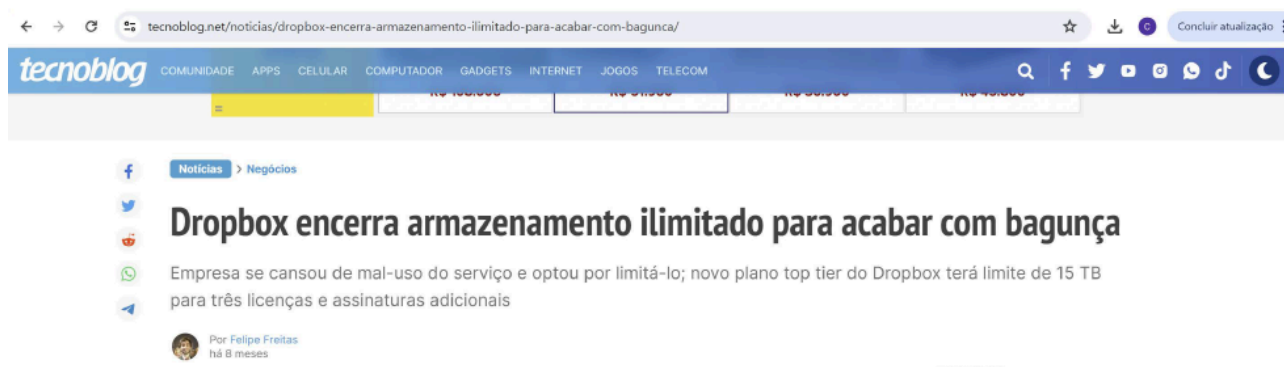 tecnoblog.net/noticias/dropbox-encerra-armazenamento-ilimitado-para-acabar-com-bagunca/
C
Concluir atualização
tecnoblog COMUNIDADE APPS CELULAR COMPUTADOR GADGETS INTERNET JOGOS TELECOM
Notícias > Negócios
Dropbox encerra armazenamento ilimitado para acabar com bagunça
Empresa se cansou de mal-uso do serviço e optou por limitá-lo; novo plano top tier do Dropbox terá limite de 15 TB
para três licenças e assinaturas adicionais
Por Felipe Freitas
há 8 meses